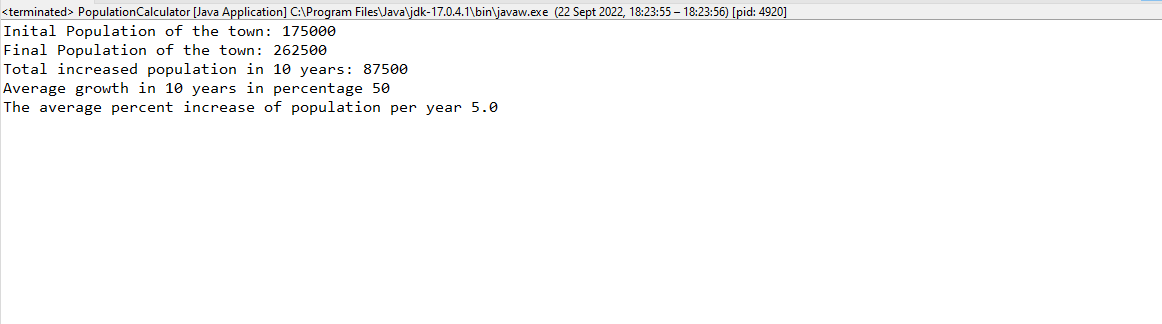 <terminated> PopulationCalculator [Java Application] C:\Program Files\Java\jdk-17.0.4.1\bin\javaw.exe (22 Sept 2022, 18:23:55 – 18:23:56) [pid: 4920]
Inital Population of the town: 175000
Final Population of the town: 262500
Total increased population in 10 years: 87500
Average growth in 10 years in percentage 50
The average percent increase of population per year 5.0